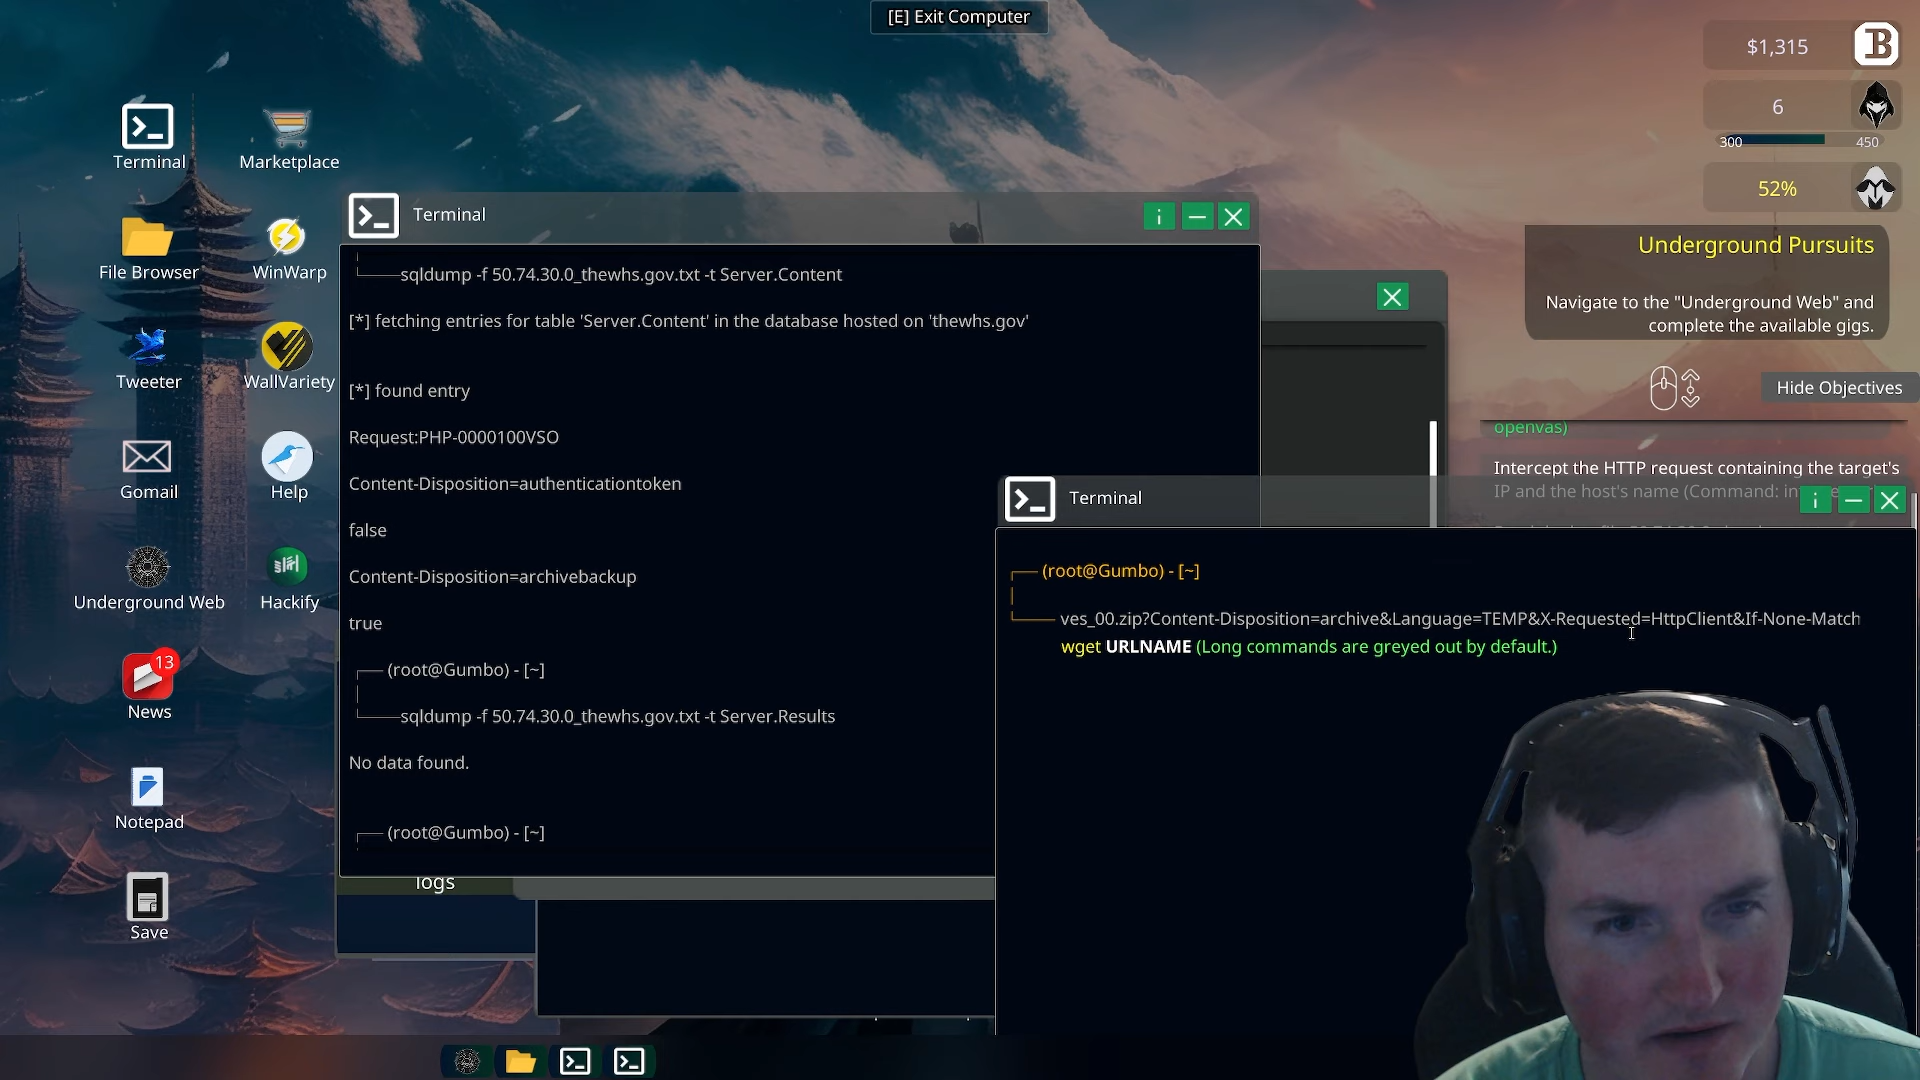 [E] Exit Computer
$1,315
B
6
300
450
52%
Underground Pursuits
Navigate to the "Underground Web" and
complete the available gigs.
Hide Objectives
openvas)
Intercept the HTTP request containing the target's
IP and the host's name (Command:
Terminal
Marketplace
File Browser
WinWarp
Tweeter
WallVariety
Gomail
Help
Underground Web
Hackify
13
News
Notepad
Save
Terminal
i
sqldump -f 50.74.30.0_thewhs.gov.txt -t Server.Content
[*] fetching entries for table 'Server.Content' in the database hosted on 'thewhs.gov'
[*] found entry
Request:PHP-0000100VSO
Content-Disposition=authenticationtoken
false
Content-Disposition=archivebackup
true
(root@Gumbo) - [~]
sqldump -f 50.74.30.0_thewhs.gov.txt -t Server.Results
No data found.
(root@Gumbo) - [~]
logs
Terminal
i
(root@Gumbo) - [~]
ves_00.zip?Content-Disposition=archive&Language=TEMP&X-Requested=HttpClient&If-None-Match
wget URLNAME (Long commands are greyed out by default.)